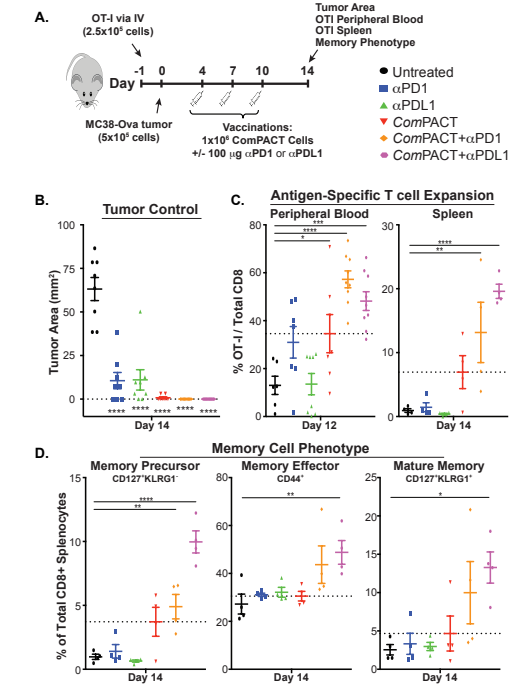 A.
OT-I via IV
(2.5x10⁵ cells)
Tumor Area
OTI Peripheral Blood
OTI Spleen
Memory Phenotype
Day
-1 0 4 7 10 14
MC38-Ova tumor
(5x10⁵ cells)
Vaccinations:
1x10⁶ ComPACT Cells
+/- 100 µg αPD1 or αPDL1
Untreated
αPD1
αPDL1
ComPACT
ComPACT+αPD1
ComPACT+αPDL1
B.
Tumor Control
Tumor Area (mm²)
100
75
50
25
0
**** **** **** **** ****
Day 14
C.
Antigen-Specific T cell Expansion
Peripheral Blood
% OT-I / Total CD8
80
60
40
20
0
***
****
*
Day 12
Spleen
30
20
10
0
****
**
Day 14
D.
Memory Cell Phenotype
% of Total CD8+ Splenocytes
Memory Precursor
CD127⁺KLRG1⁻
15
10
5
0
****
**
Day 14
Memory Effector
CD44⁺
80
60
40
20
0
**
Day 14
Mature Memory
CD127⁺KLRG1⁺
25
20
15
10
5
0
*
Day 14